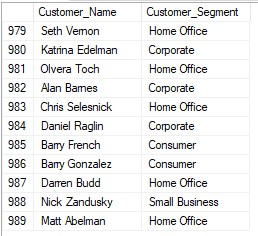 Customer_Name Customer_Segment
979 Seth Vernon Home Office
980 Katrina Edelman Corporate
981 Olvera Toch Home Office
982 Alan Barnes Corporate
983 Chris Selesnick Home Office
984 Daniel Raglin Corporate
985 Barry French Consumer
986 Barry Gonzalez Consumer
987 Darren Budd Home Office
988 Nick Zandusky Small Business
989 Matt Abelman Home Office